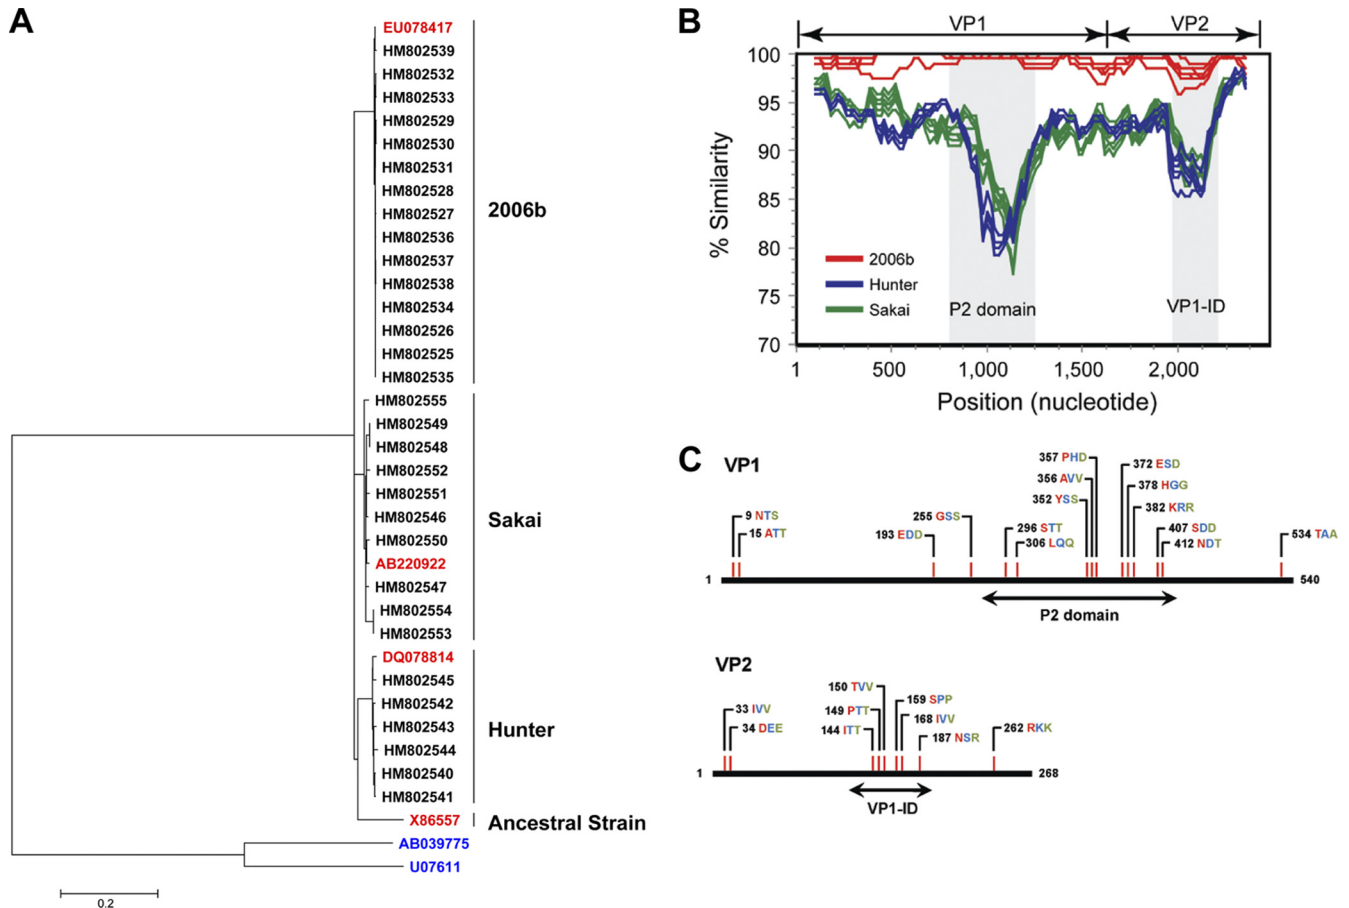 A
EU078417
HM802539
HM802532
HM802533
HM802529
HM802530
HM802531
HM802528
HM802527
HM802536
HM802537
HM802538
HM802534
HM802526
HM802525
HM802535
2006b
HM802555
HM802549
HM802548
HM802552
HM802551
HM802546
HM802550
AB220922
HM802547
HM802554
HM802553
Sakai
DQ078814
HM802545
HM802542
HM802543
HM802544
HM802540
HM802541
Hunter
X86557
Ancestral Strain
AB039775
U07611
0.2
B
VP1 VP2
% Similarity
100
95
90
85
80
75
70
2006b
Hunter
Sakai
P2 domain
VP1-ID
1 500 1,000 1,500 2,000
Position (nucleotide)
C
VP1
9 NTS
15 ATT
193 EDD
255 GSS
296 STT
306 LQQ
357 PHD
356 AVV
352 YSS
372 ESD
378 HGG
382 KRR
407 SDD
412 NDT
534 TAA
1 540
P2 domain
VP2
33 IVV
34 DEE
150 TVV
149 PTT
144 ITT
159 SPP
168 IVV
187 NSR
262 RKK
1 268
VP1-ID